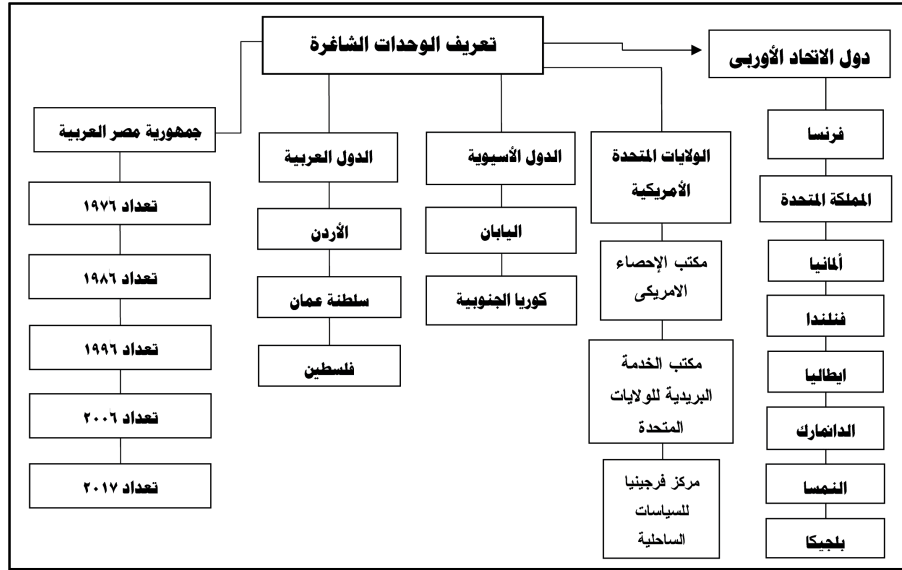 تعريف الوحدات الشاغرة
دول الاتحاد الأوربى
فرنسا
المملكة المتحدة
ألمانيا
فنلندا
ايطاليا
الدانمارك
النمسا
بلجيكا
الولايات المتحدة
الأمريكية
مكتب الإحصاء
الامريكى
مكتب الخدمة
البريدية للولايات
المتحدة
مركز فرجينيا
للسياسات
الساحلية
الدول الأسيوية
اليابان
كوريا الجنوبية
الدول العربية
الأردن
سلطنة عمان
فلسطين
جمهورية مصر العربية
تعداد ١٩٧٦
تعداد ١٩٨٦
تعداد ١٩٩٦
تعداد ٢٠٠٦
تعداد ٢٠١٧